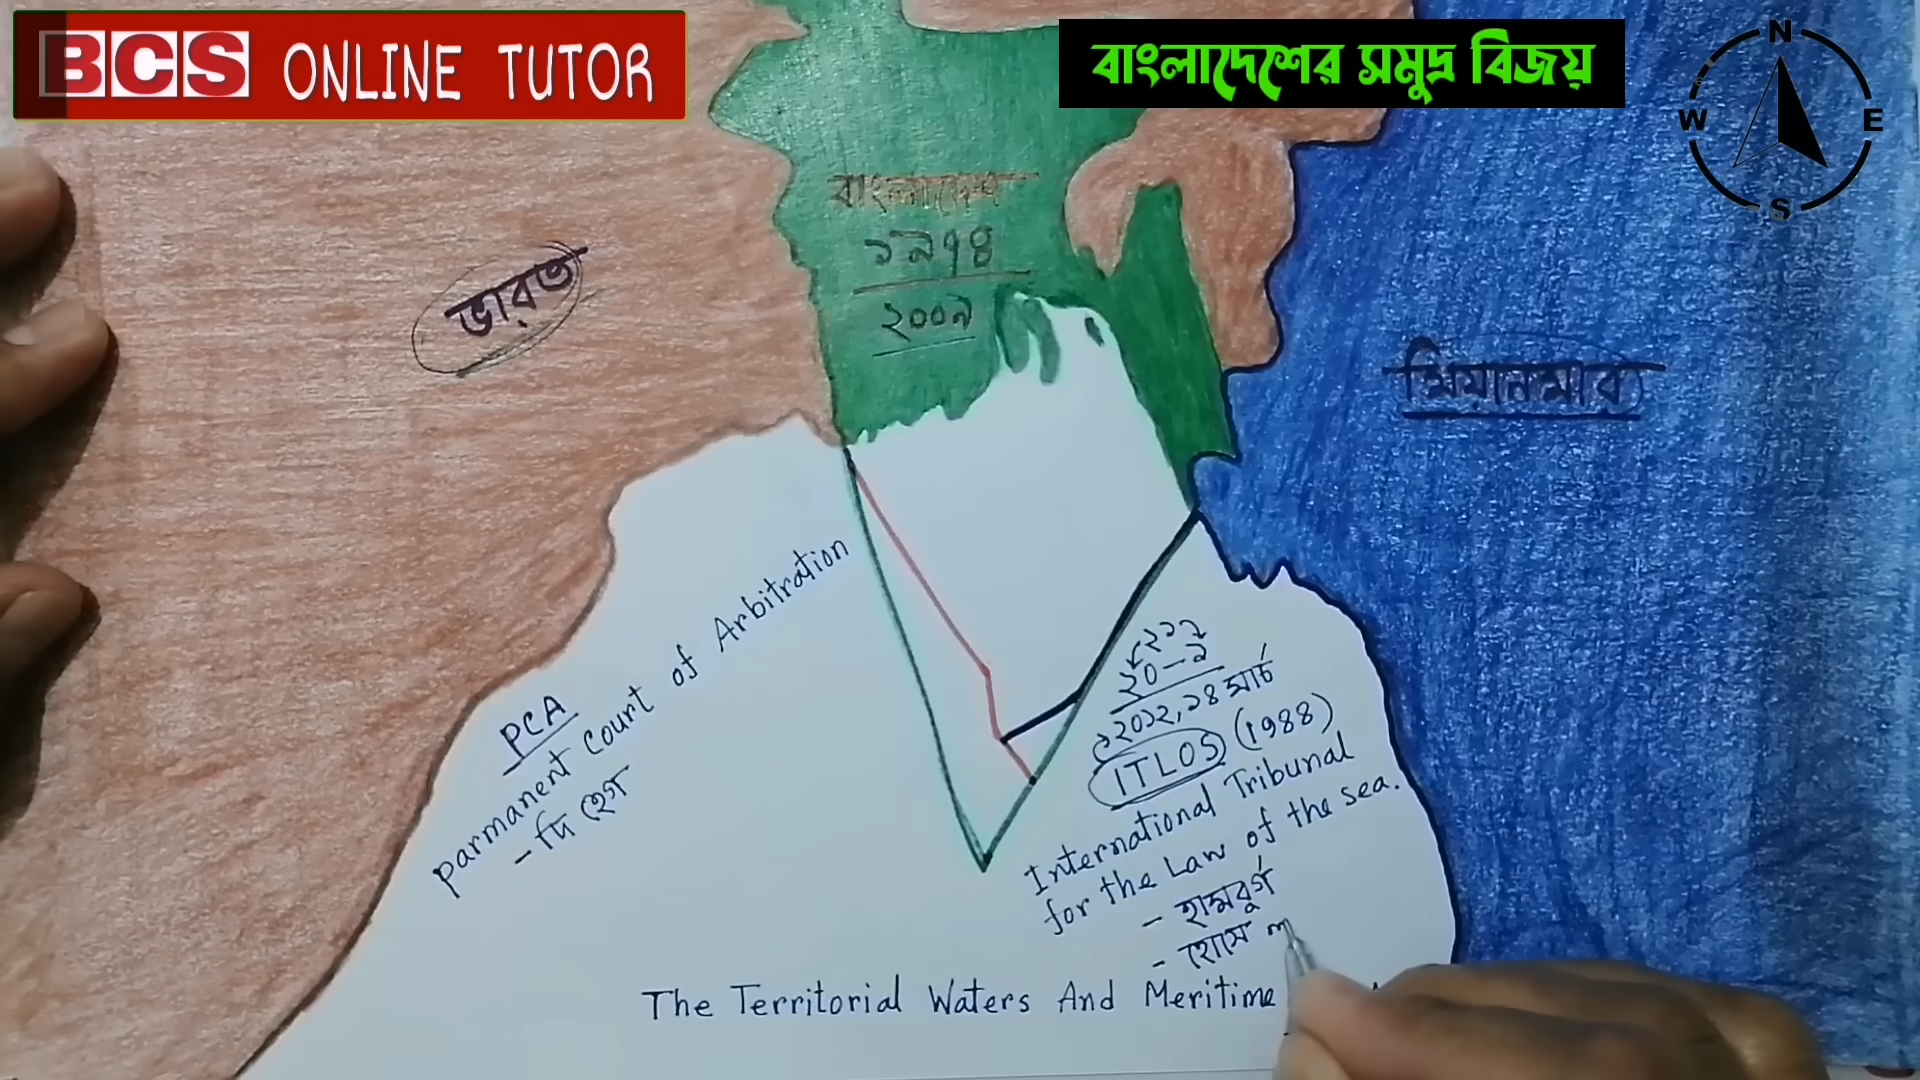 BCS ONLINE TUTOR
বাংলাদেশের সমুদ্র বিজয়
N
W E
S
বাংলাদেশ
১৯৭৪
২০০৯
ভারত
মিয়ানমার
PCA
parmanent Court of Arbitration
- দি হেগ
২০১২, ১৪ মার্চ
ITLOS (1988)
International Tribunal
for the Law of the sea.
- হামবুর্গ
- হোসে
The Territorial Waters And Meritime